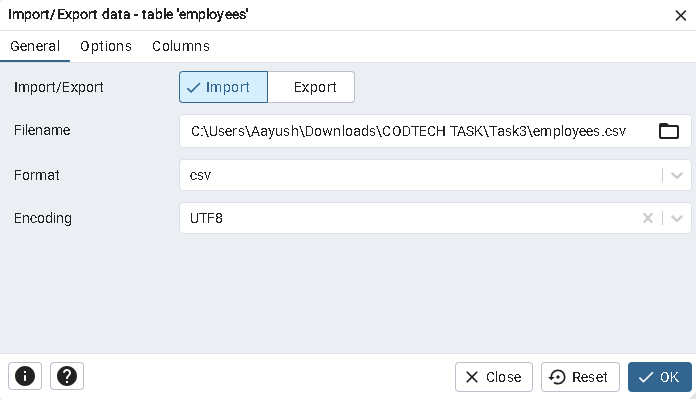 Import/Export data - table 'employees'
General Options Columns
Import/Export Import Export
Filename C:\Users\Aayush\Downloads\CODTECH TASK\Task3\employees.csv
Format csv
Encoding UTF8
Close Reset OK